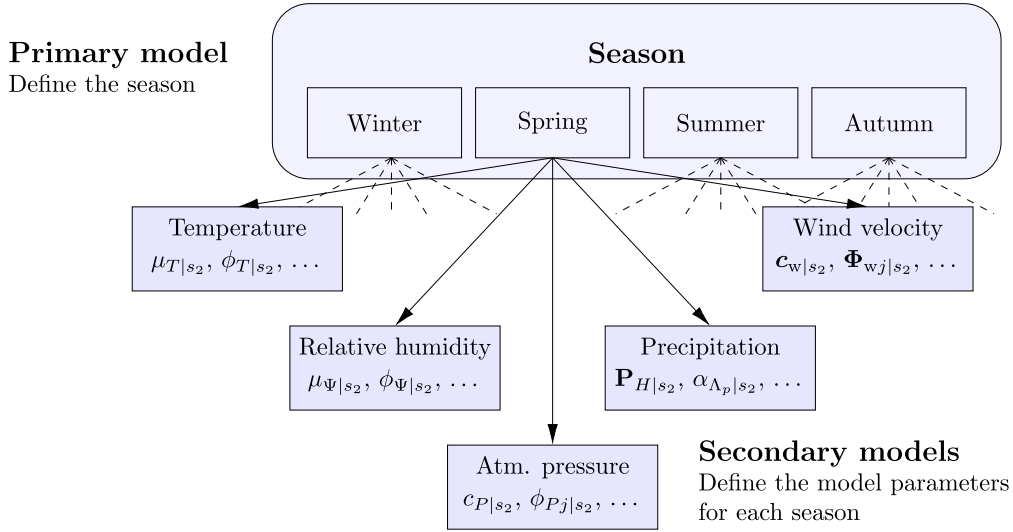 Primary model
Define the season
Season
Winter
Spring
Summer
Autumn
Temperature
μ_{T|s_2}, ϕ_{T|s_2}, …
Wind velocity
𝒄_{w|s_2}, 𝚽_{wj|s_2}, …
Relative humidity
μ_{Ψ|s_2}, ϕ_{Ψ|s_2}, …
Precipitation
𝐏_{H|s_2}, α_{Λ_p|s_2}, …
Atm. pressure
c_{P|s_2}, ϕ_{Pj|s_2}, …
Secondary models
Define the model parameters
for each season